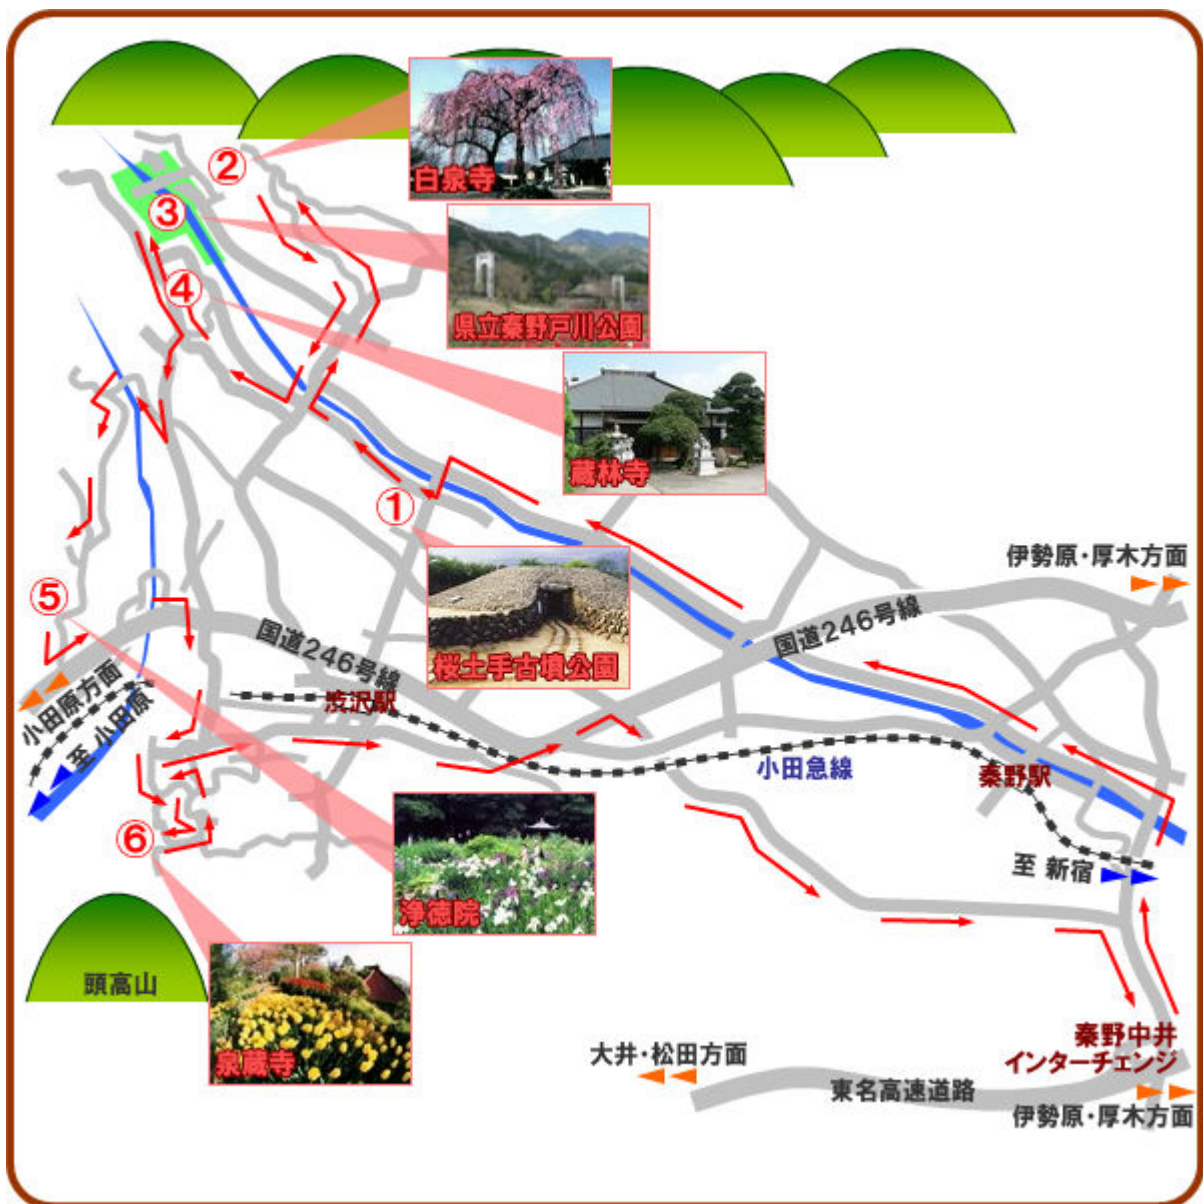 ②
白泉寺
③
県立秦野戸川公園
④
蔵林寺
①
桜土手古墳公園
伊勢原・厚木方面
⑤
国道246号線
国道246号線
小田原方面
至 小田原
渋沢駅
小田急線
秦野駅
至 新宿
⑥
浄徳院
頭高山
泉蔵寺
秦野中井
インターチェンジ
大井・松田方面
東名高速道路
伊勢原・厚木方面